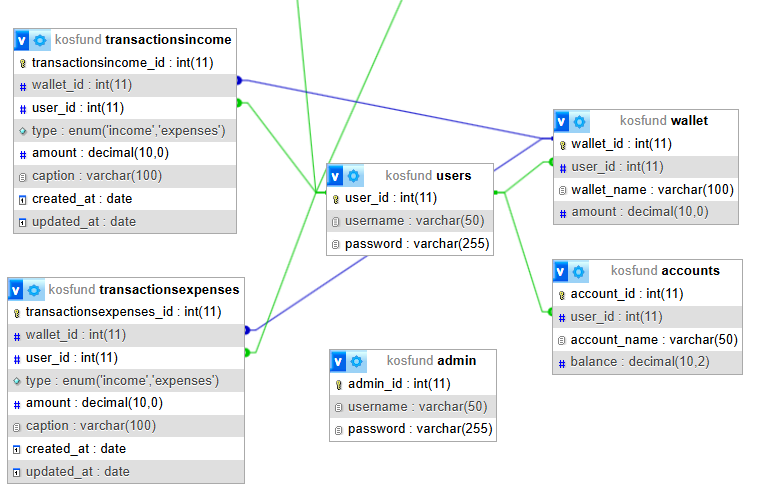 kosfund transactionsincome
transactionsincome_id : int(11)
wallet_id : int(11)
user_id : int(11)
type : enum('income','expenses')
amount : decimal(10,0)
caption : varchar(100)
created_at : date
updated_at : date
kosfund wallet
wallet_id : int(11)
user_id : int(11)
wallet_name : varchar(100)
amount : decimal(10,0)
kosfund users
user_id : int(11)
username : varchar(50)
password : varchar(255)
kosfund accounts
account_id : int(11)
user_id : int(11)
account_name : varchar(50)
balance : decimal(10,2)
kosfund transactionsexpenses
transactionsexpenses_id : int(11)
wallet_id : int(11)
user_id : int(11)
type : enum('income','expenses')
amount : decimal(10,0)
caption : varchar(100)
created_at : date
updated_at : date
kosfund admin
admin_id : int(11)
username : varchar(50)
password : varchar(255)